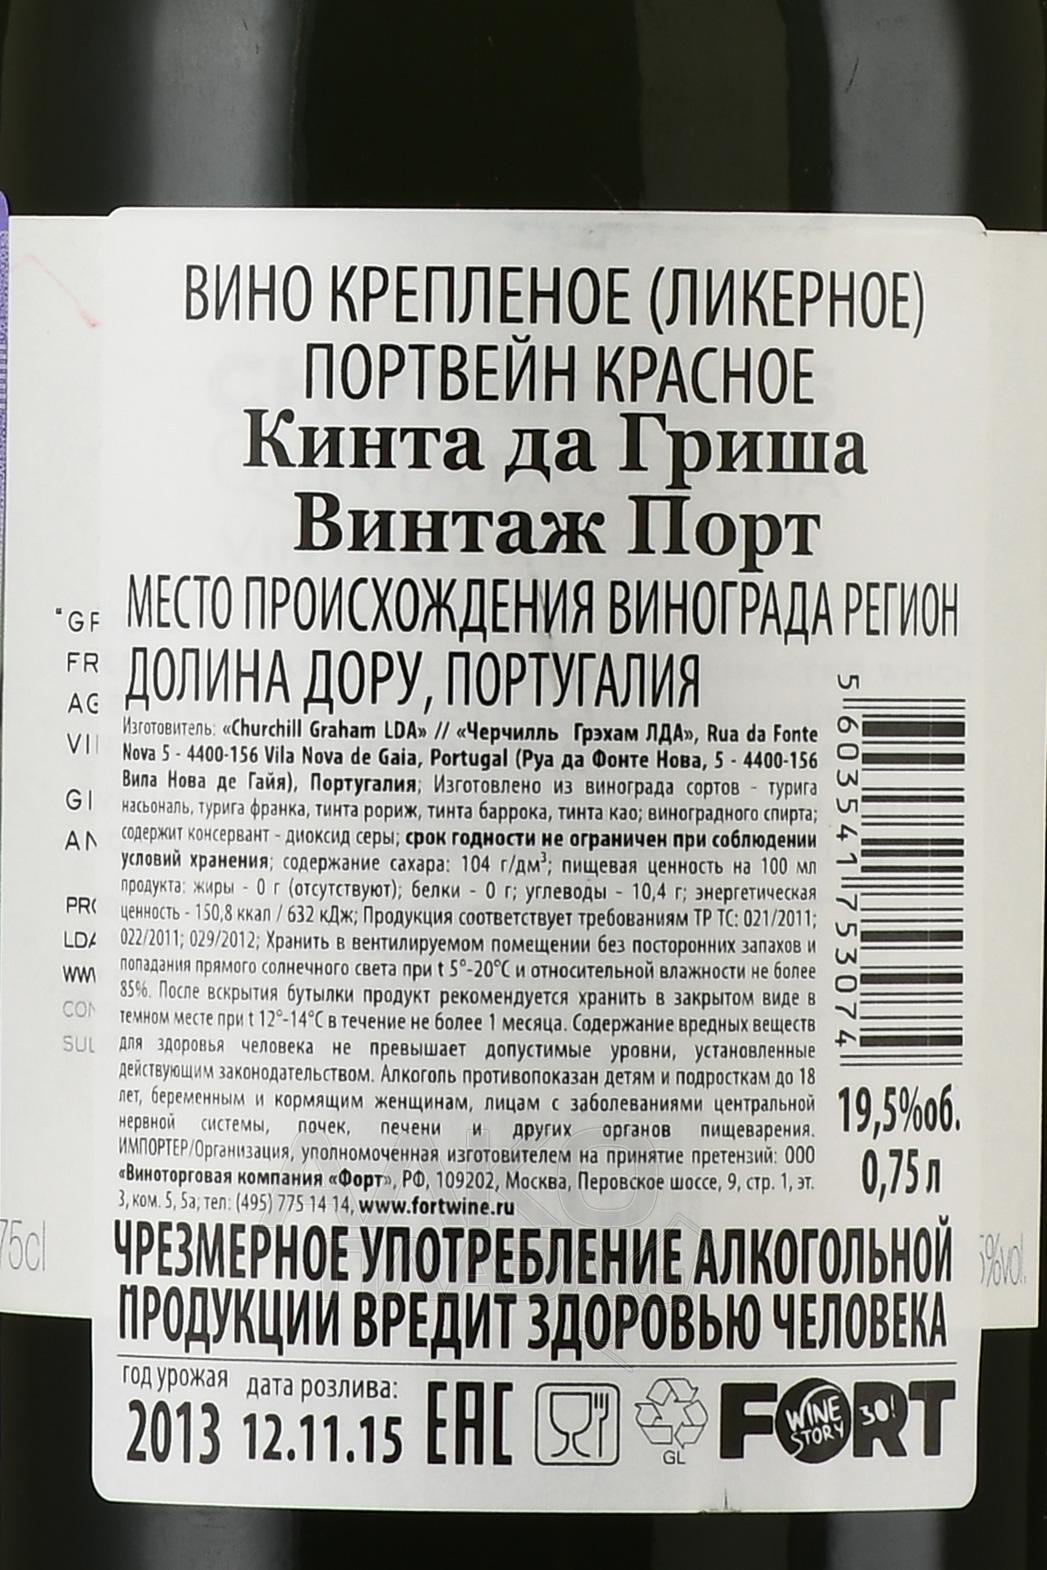 ВИНО КРЕПЛЕНОЕ (ЛИКЕРНОЕ)
ПОРТВЕЙН КРАСНОЕ
Кинта да Гриша
Винтаж Порт
МЕСТО ПРОИСХОЖДЕНИЯ ВИНОГРАДА РЕГИОН
ДОЛИНА ДОРУ, ПОРТУГАЛИЯ
Изготовитель: «Churchill Graham LDA» // «Черчилль Грэхам ЛДА», Rua da Fonte
Nova 5 - 4400-156 Vila Nova de Gaia, Portugal (Руа да Фонте Нова, 5 - 4400-156
Вила Нова де Гайя), Португалия; Изготовлено из винограда сортов - турига
насьональ, турига франка, тинта рориж, тинта баррока, тинта као; виноградного спирта;
содержит консервант - диоксид серы; срок годности не ограничен при соблюдении
условий хранения; содержание сахара: 104 г/дм³; пищевая ценность на 100 мл
продукта: жиры - 0 г (отсутствуют); белки - 0 г; углеводы - 10,4 г; энергетическая
ценность - 150,8 ккал / 632 кДж; Продукция соответствует требованиям ТР ТС: 021/2011;
022/2011; 029/2012; Хранить в вентилируемом помещении без посторонних запахов и
попадания прямого солнечного света при t 5°-20°C и относительной влажности не более
85%. После вскрытия бутылки продукт рекомендуется хранить в закрытом виде в
темном месте при t 12°-14°C в течение не более 1 месяца. Содержание вредных веществ
для здоровья человека не превышает допустимые уровни, установленные
действующим законодательством. Алкоголь противопоказан детям и подросткам до 18
лет, беременным и кормящим женщинам, лицам с заболеваниями центральной
нервной системы, почек, печени и других органов пищеварения.
ИМПОРТЕР/Организация, уполномоченная изготовителем на принятие претензий: ООО
«Виноторговая компания «Форт», РФ, 109202, Москва, Перовское шоссе, 9, стр. 1, эт.
3, ком. 5, 5а; тел: (495) 775 14 14, www.fortwine.ru
5 603541 753074
19,5%об.
0,75 л
ЧРЕЗМЕРНОЕ УПОТРЕБЛЕНИЕ АЛКОГОЛЬНОЙ
ПРОДУКЦИИ ВРЕДИТ ЗДОРОВЬЮ ЧЕЛОВЕКА
год урожая дата розлива:
2013 12.11.15 EAC
GL
FORT
WINE STORY 30!
75cl
%vol.